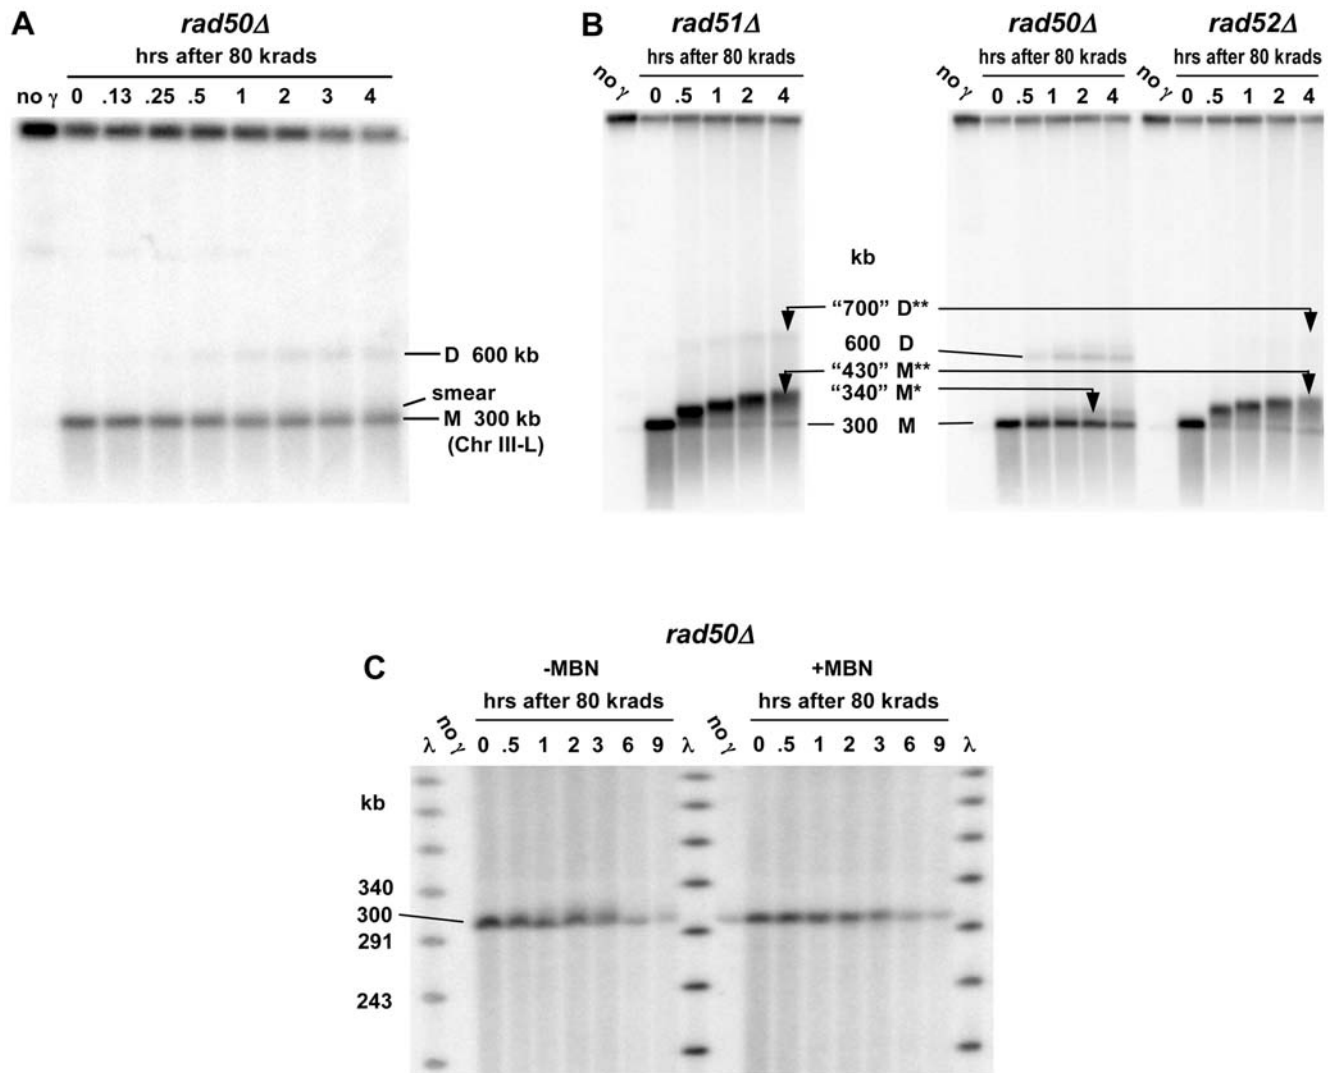 A
rad50Δ
hrs after 80 krads
no γ 0 .13 .25 .5 1 2 3 4
D 600 kb
smear
M 300 kb
(Chr III-L)
B
rad51Δ rad50Δ rad52Δ
hrs after 80 krads hrs after 80 krads hrs after 80 krads
no γ 0 .5 1 2 4 no γ 0 .5 1 2 4 no γ 0 .5 1 2 4
kb
“700” D**
600 D
“430” M**
“340” M*
300 M
rad50Δ
C
-MBN +MBN
hrs after 80 krads hrs after 80 krads
λ no γ 0 .5 1 2 3 6 9 λ no γ 0 .5 1 2 3 6 9 λ
kb
340
300
291
243